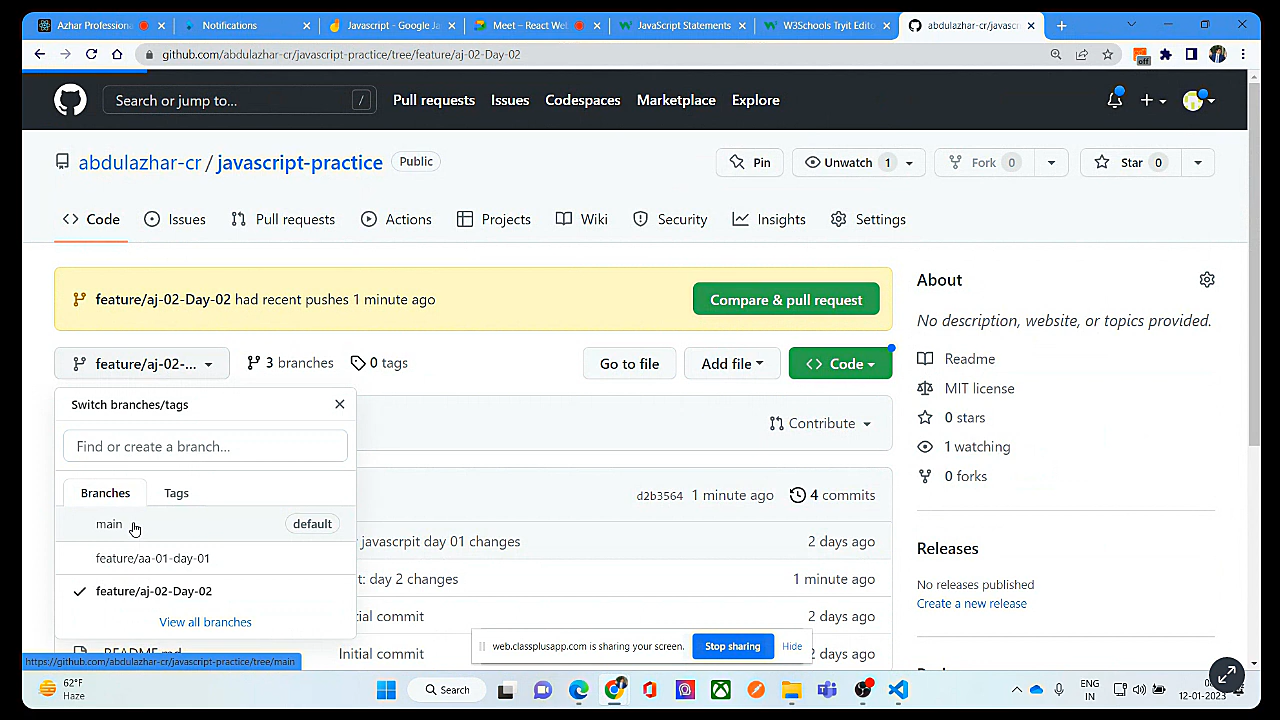 Azhar Professiona
Notifications
Javascript - Google Ja
Meet – React Web
JavaScript Statements
W3Schools Tryit Edito
abdulazhar-cr/javascr
github.com/abdulazhar-cr/javascript-practice/tree/feature/aj-02-Day-02
off
Search or jump to...
/
Pull requests
Issues
Codespaces
Marketplace
Explore
abdulazhar-cr / javascript-practice
Public
Pin
Unwatch 1
Fork 0
Star 0
Code
Issues
Pull requests
Actions
Projects
Wiki
Security
Insights
Settings
feature/aj-02-Day-02 had recent pushes 1 minute ago
Compare & pull request
About
No description, website, or topics provided.
feature/aj-02-...
3 branches
0 tags
Go to file
Add file
Code
Readme
MIT license
0 stars
1 watching
0 forks
Switch branches/tags
Find or create a branch...
Branches
Tags
main
default
feature/aa-01-day-01
feature/aj-02-Day-02
View all branches
Contribute
d2b3564 1 minute ago
4 commits
javascrpit day 01 changes
2 days ago
t: day 2 changes
1 minute ago
itial commit
2 days ago
README.md
Initial commit
2 days ago
Releases
No releases published
Create a new release
web.classplusapp.com is sharing your screen.
Stop sharing
Hide
https://github.com/abdulazhar-cr/javascript-practice/tree/main
62°F
Haze
Search
ENG
IN
12-01-2023